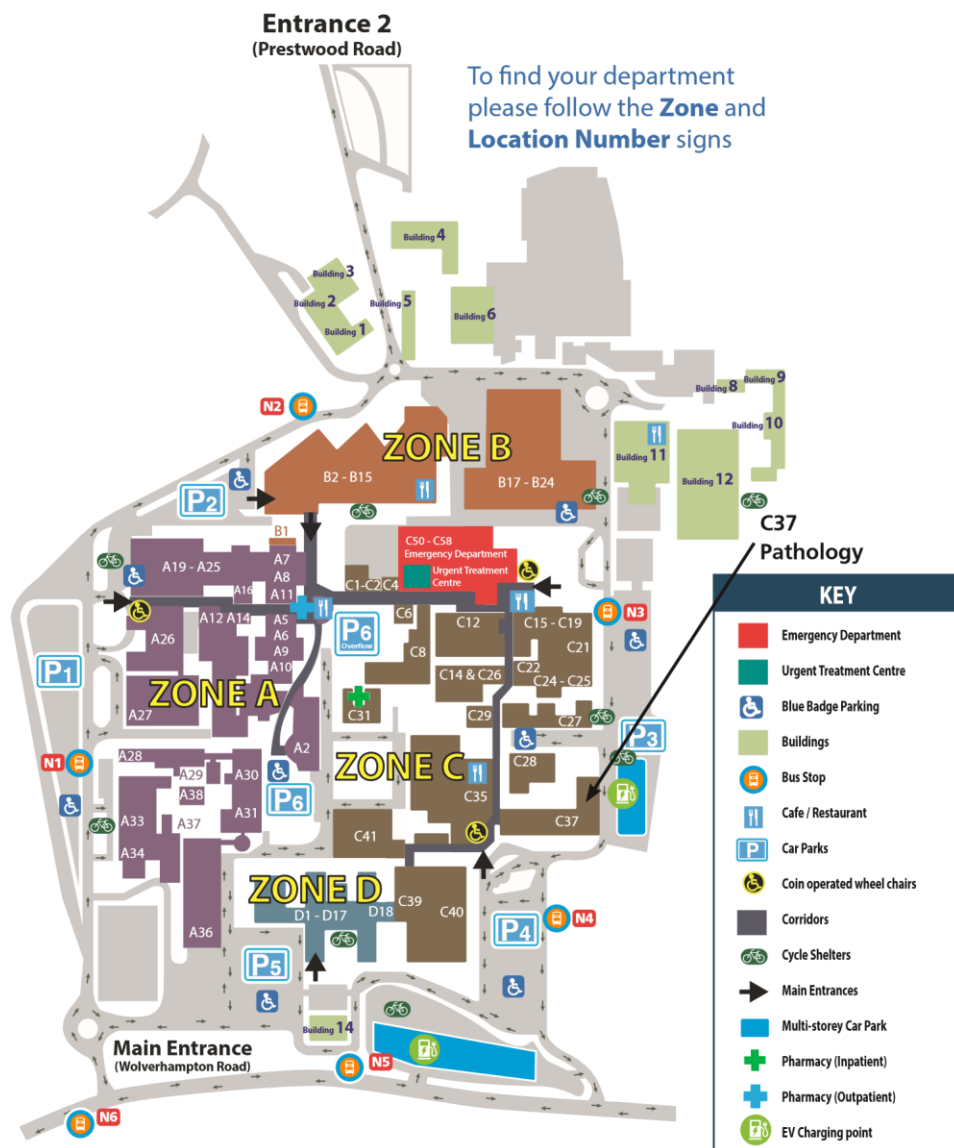 Entrance 2
(Prestwood Road)
To find your department
please follow the Zone and
Location Number signs
Building 4
Building 3
Building 2
Building 1
Building 5
Building 6
Building 8
Building 9
Building 10
Building 11
Building 12
N2
ZONE B
B2 - B15
B17 - B24
P2
B1
C37
Pathology
C50 - C58
Emergency Department
Urgent Treatment
Centre
A19 - A25
A7
A8
A11
A16
C1-C2
C4
A12
A14
A5
A6
A9
A10
A26
P6
Overflow
C6
C8
C12
C15 - C19
C21
N3
P1
ZONE A
A27
C14 & C26
C22
C24 - C25
C31
C29
C27
A2
P3
N1
A28
A29
A30
A38
A31
A33
A37
A34
P6
ZONE C
C28
C35
C37
C41
ZONE D
D1 - D17
D18
C39
C40
A36
P5
P4
N4
Building 14
Main Entrance
(Wolverhampton Road)
N5
N6
KEY
Emergency Department
Urgent Treatment Centre
Blue Badge Parking
Buildings
Bus Stop
Cafe / Restaurant
P
Car Parks
Coin operated wheel chairs
Corridors
Cycle Shelters
Main Entrances
Multi-storey Car Park
Pharmacy (Inpatient)
Pharmacy (Outpatient)
EV Charging point